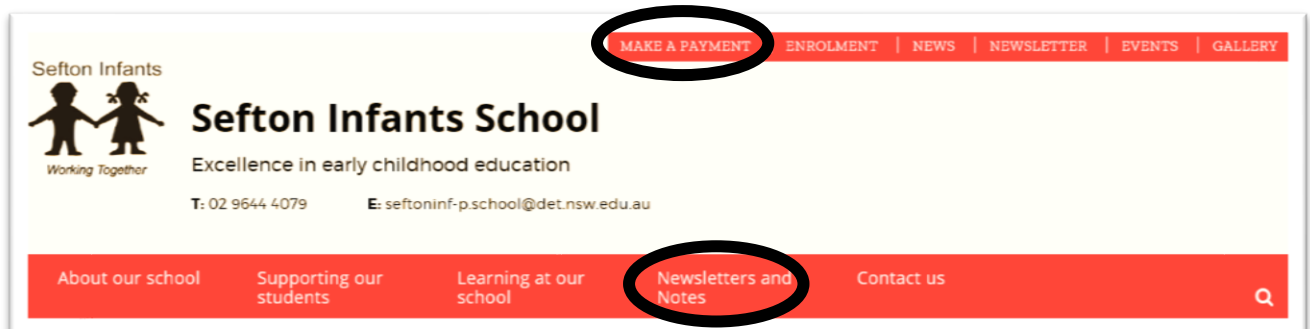 MAKE A PAYMENT | ENROLMENT | NEWS | NEWSLETTER | EVENTS | GALLERY
Sefton Infants
Working Together
Sefton Infants School
Excellence in early childhood education
T: 02 9644 4079 E: seftoninf-p.school@det.nsw.edu.au
About our school
Supporting our
students
Learning at our
school
Newsletters and
Notes
Contact us